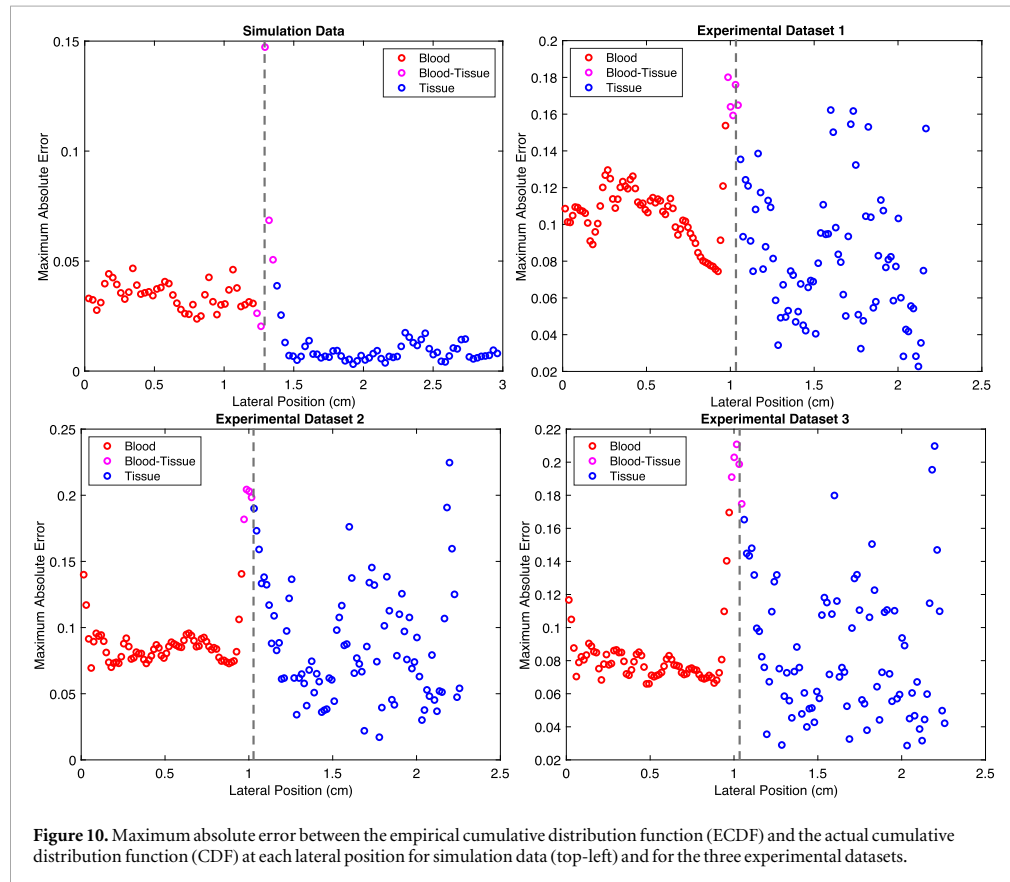 Simulation Data
0.15
0.1
0.05
0
Maximum Absolute Error
Blood
Blood-Tissue
Tissue
0 0.5 1 1.5 2 2.5 3
Lateral Position (cm)
Experimental Dataset 1
0.2
0.18
0.16
0.14
0.12
0.1
0.08
0.06
0.04
0.02
Maximum Absolute Error
Blood
Blood-Tissue
Tissue
0 0.5 1 1.5 2 2.5
Lateral Position (cm)
Experimental Dataset 2
0.25
0.2
0.15
0.1
0.05
0
Maximum Absolute Error
Blood
Blood-Tissue
Tissue
0 0.5 1 1.5 2 2.5
Lateral Position (cm)
Experimental Dataset 3
0.22
0.2
0.18
0.16
0.14
0.12
0.1
0.08
0.06
0.04
0.02
Maximum Absolute Error
Blood
Blood-Tissue
Tissue
0 0.5 1 1.5 2 2.5
Lateral Position (cm)
Figure 10. Maximum absolute error between the empirical cumulative distribution function (ECDF) and the actual cumulative
distribution function (CDF) at each lateral position for simulation data (top-left) and for the three experimental datasets.